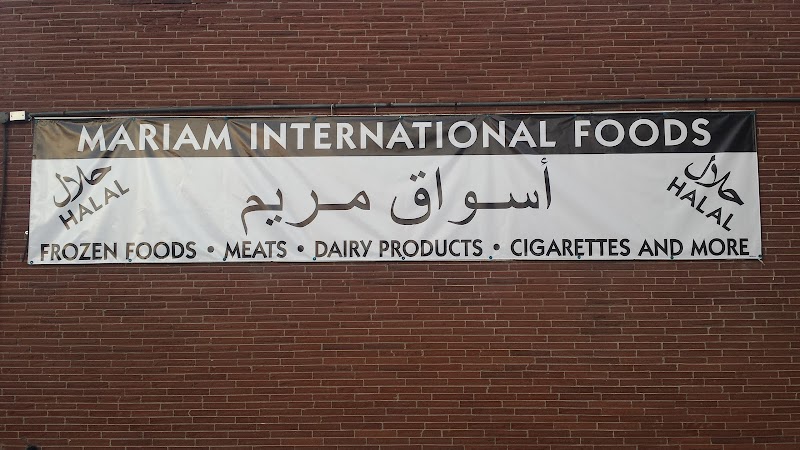 MARIAM INTERNATIONAL FOODS
حلال
HALAL
أسواق مريم
حلال
HALAL
FROZEN FOODS • MEATS • DAIRY PRODUCTS • CIGARETTES AND MORE